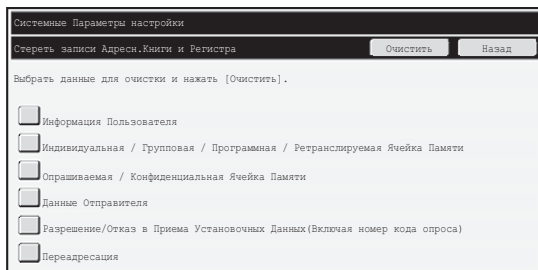 Системные Параметры настройки
Стереть записи Адресн.Книги и Регистра Очистить Назад
Выбрать данные для очистки и нажать [Очистить].
Информация Пользователя
Индивидуальная / Групповая / Программная / Ретранслируемая Ячейка Памяти
Опрашиваемая / Конфиденциальная Ячейка Памяти
Данные Отправителя
Разрешение/Отказ в Приема Установочных Данных(Включая номер кода опроса)
Переадресация